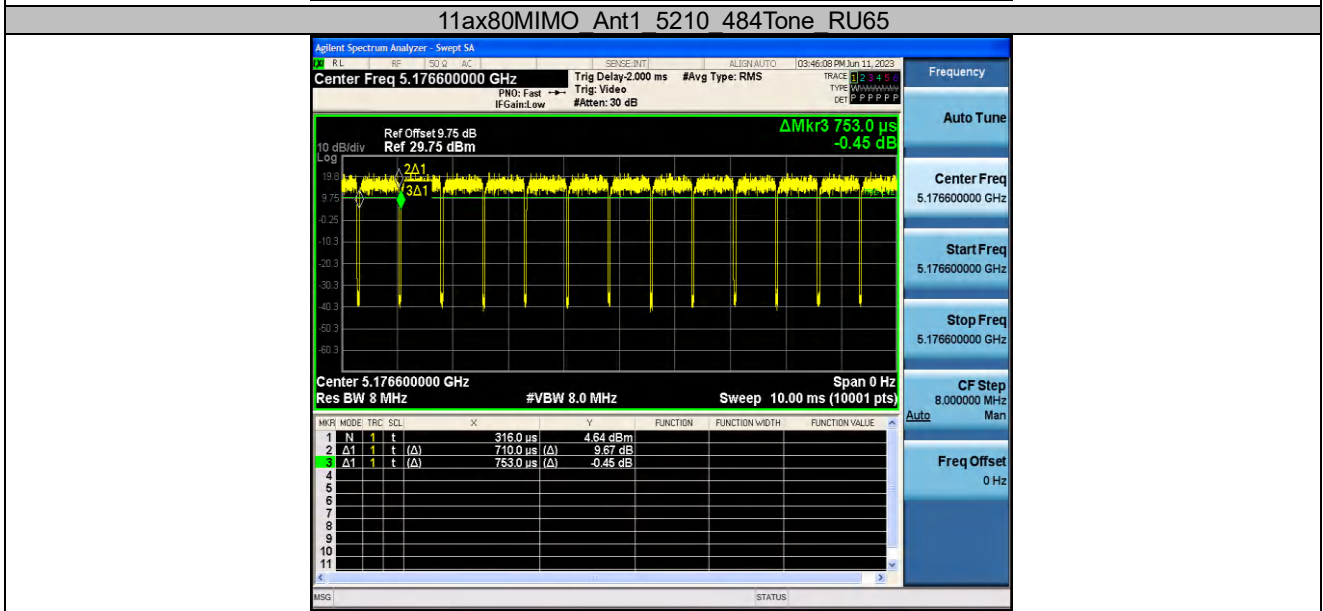 11ax80MIMO_Ant1_5210_484Tone_RU65
Agilent Spectrum Analyzer - Swept SA
RL RF 50 Ω AC SENSE:INT ALIGN AUTO 03:46:08 PM Jun 11, 2023
Center Freq 5.176600000 GHz Trig Delay-2.000 ms #Avg Type: RMS TRACE 1 2 3 4 5 6
PNO: Fast Trig: Video TYPE
IFGain:Low #Atten: 30 dB DET P P P P P P
Frequency
ΔMkr3 753.0 µs
-0.45 dB
Ref Offset 9.75 dB
10 dB/div Ref 29.75 dBm
Log
19.8
9.75
-0.25
-10.3
-20.3
-30.3
-40.3
-50.3
-60.3
2Δ1
3Δ1
Center 5.176600000 GHz Span 0 Hz
Res BW 8 MHz #VBW 8.0 MHz Sweep 10.00 ms (10001 pts)
MKR MODE TRC SCL X Y FUNCTION FUNCTION WIDTH FUNCTION VALUE
1 N 1 t 316.0 µs 4.64 dBm
2 Δ1 1 t (Δ) 710.0 µs (Δ) 9.67 dB
3 Δ1 1 t (Δ) 753.0 µs (Δ) -0.45 dB
4
5
6
7
8
9
10
11
MSG STATUS
Auto Tune
Center Freq
5.176600000 GHz
Start Freq
5.176600000 GHz
Stop Freq
5.176600000 GHz
CF Step
8.000000 MHz
Auto Man
Freq Offset
0 Hz